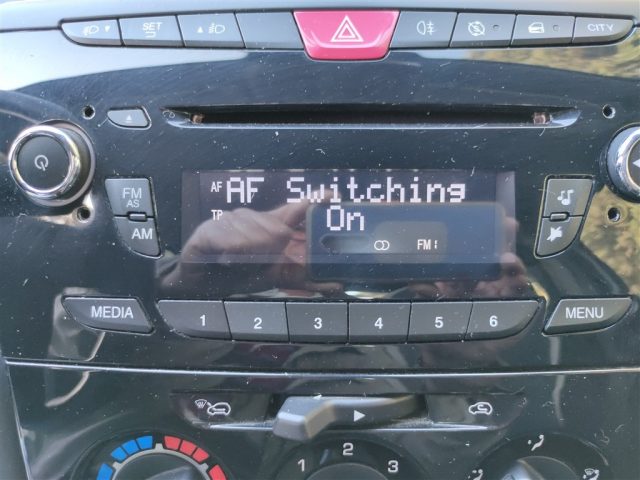 SET
CITY
AF AF Switching
TP On
FM1
FM
AS
AM
MEDIA
1 2 3 4 5 6
MENU
1 2 3